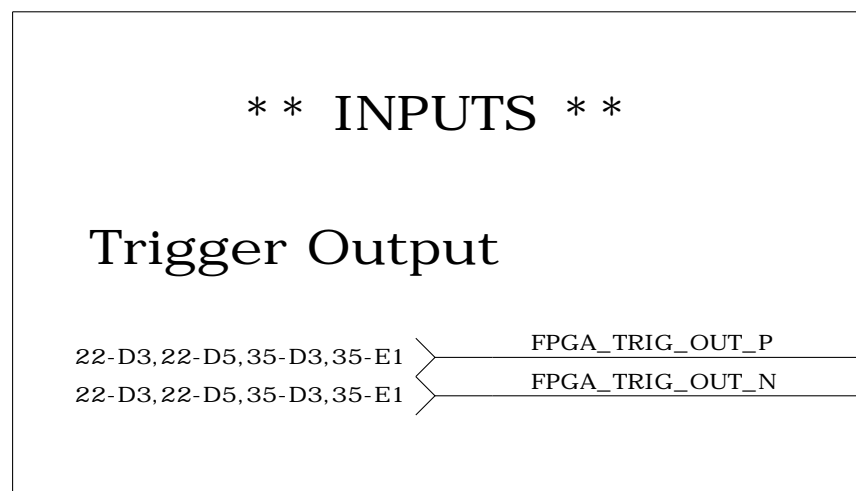 ** INPUTS **
Trigger Output
22-D3,22-D5,35-D3,35-E1 FPGA_TRIG_OUT_P
22-D3,22-D5,35-D3,35-E1 FPGA_TRIG_OUT_N